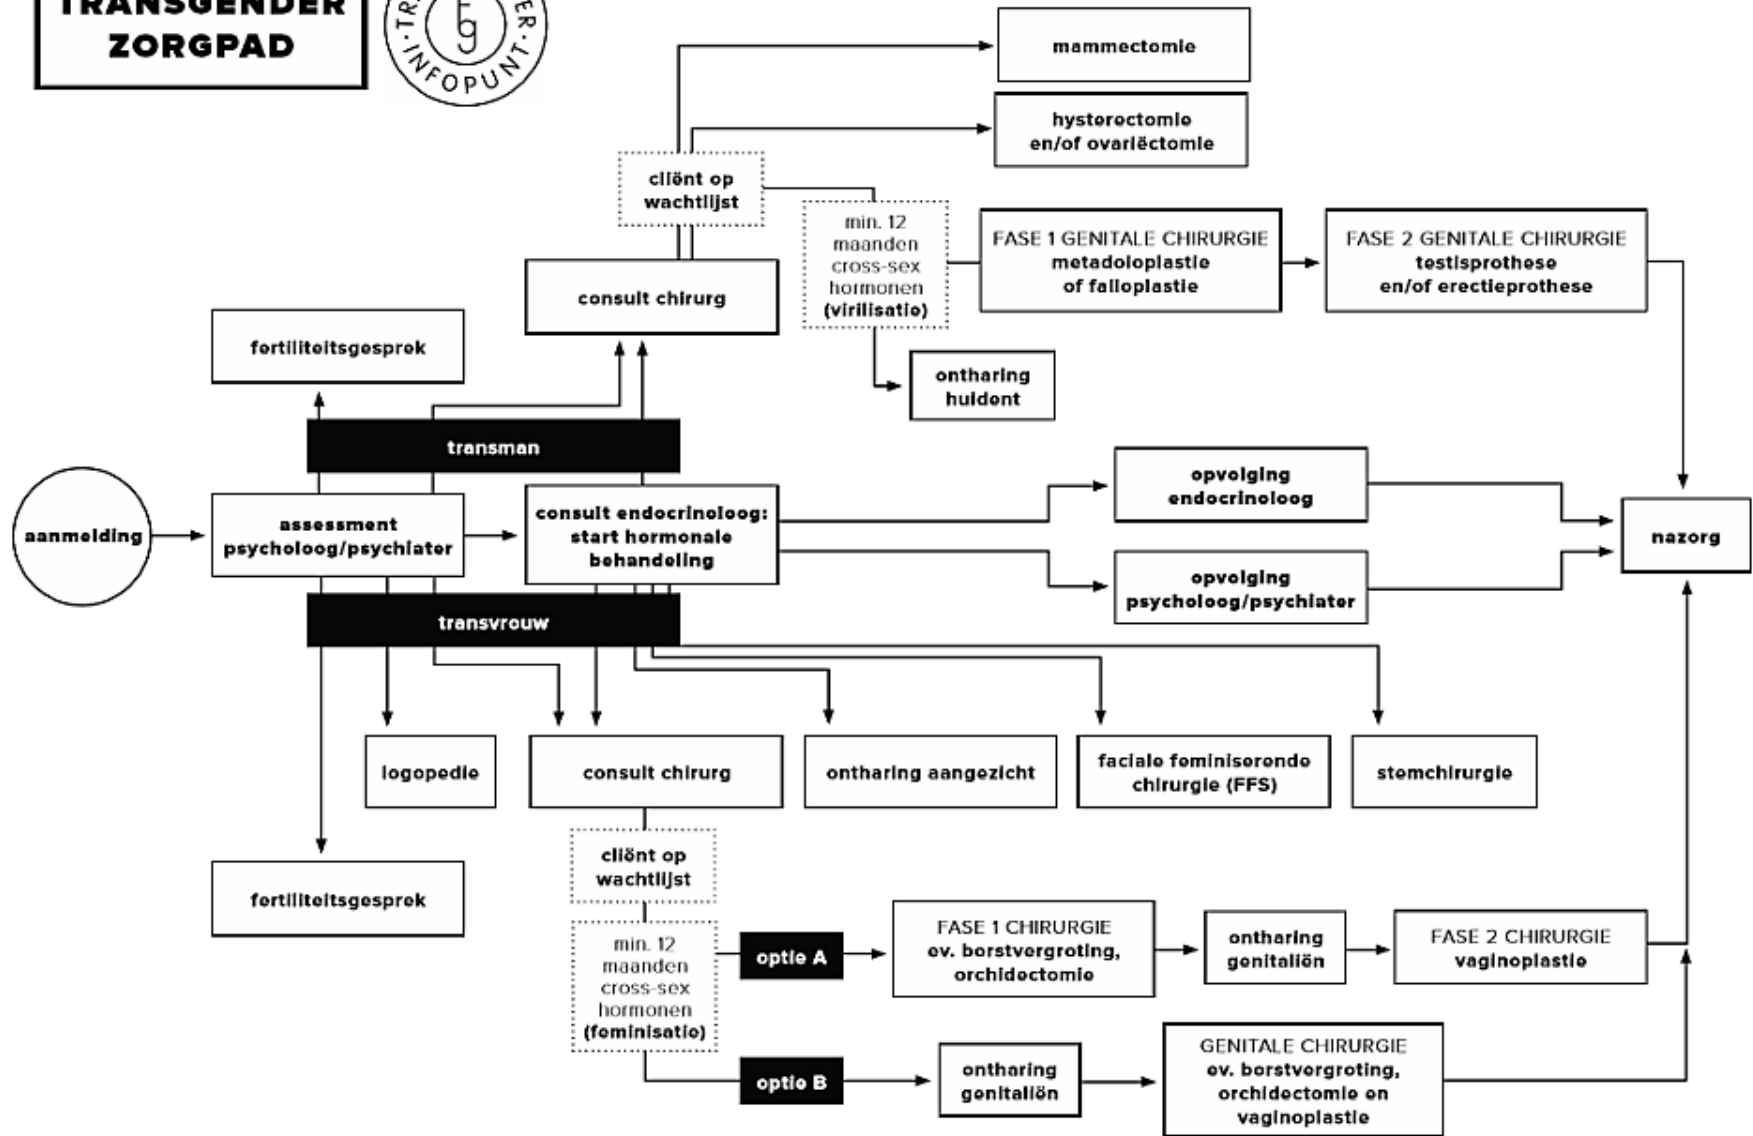 TRANSGENDER
ZORGPAD
INFOPUNT
mammectomie
hysterectomie
en/of ovariëctomie
cliënt op
wachtlijst
min. 12
maanden
cross-sex
hormonen
(virilisatie)
FASE 1 GENITALE CHIRURGIE
metadoioplastie
of falloplastie
FASE 2 GENITALE CHIRURGIE
testisprothese
en/of erectieprothese
consult chirurg
fertiliteitsgesprek
ontharing
huident
transman
aanmelding
assessment
psycholoog/psychiater
consult endocrinoloog:
start hormonale
behandeling
opvolging
endocrinoloog
opvolging
psycholoog/psychiater
nazorg
transvrouw
logopedie
consult chirurg
ontharing aangezicht
faciale feminiserende
chirurgie (FFS)
stemchirurgie
fertiliteitsgesprek
cliënt op
wachtlijst
min. 12
maanden
cross-sex
hormonen
(feminisatie)
optie A
FASE 1 CHIRURGIE
ev. borstvergroting,
orchidectomie
ontharing
genitaliën
FASE 2 CHIRURGIE
vaginoplastie
optie B
ontharing
genitaliën
GENITALE CHIRURGIE
ev. borstvergroting,
orchidectomie en
vaginoplastie